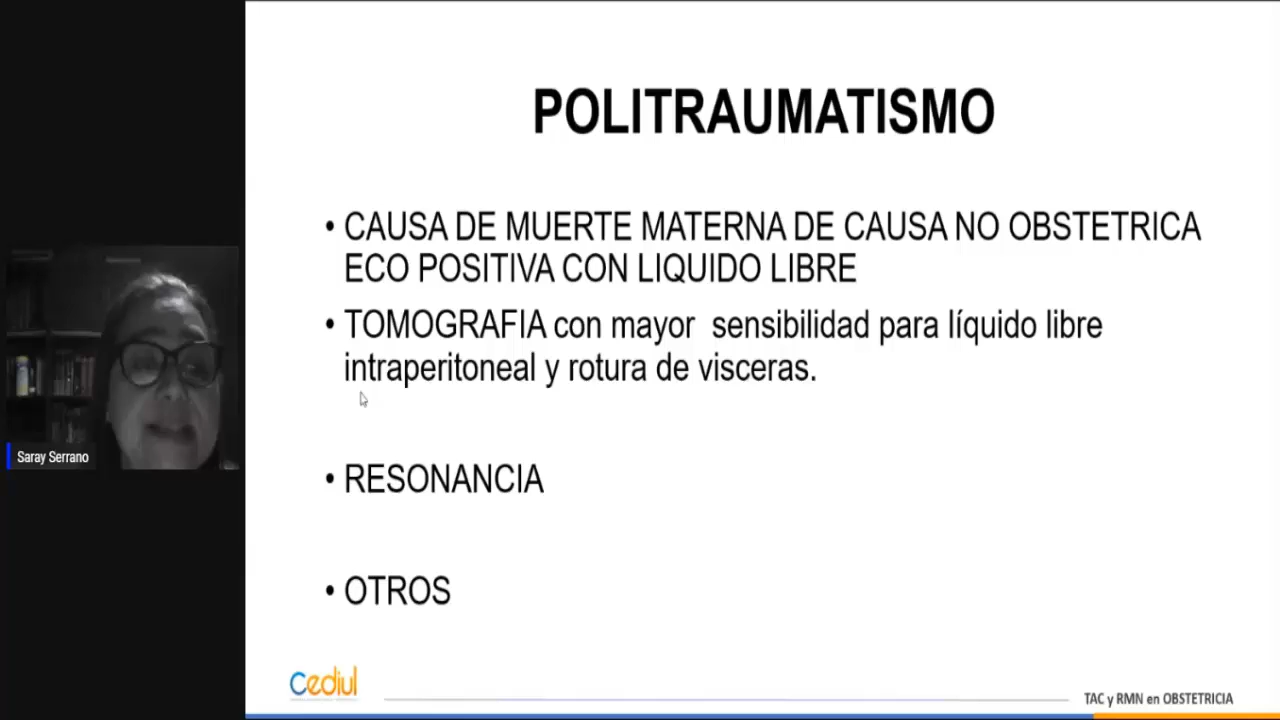 POLITRAUMATISMO
• CAUSA DE MUERTE MATERNA DE CAUSA NO OBSTETRICA
ECO POSITIVA CON LIQUIDO LIBRE
• TOMOGRAFIA con mayor sensibilidad para líquido libre
intraperitoneal y rotura de visceras.
• RESONANCIA
• OTROS
Saray Serrano
Cediul
TAC y RMN en OBSTETRICIA